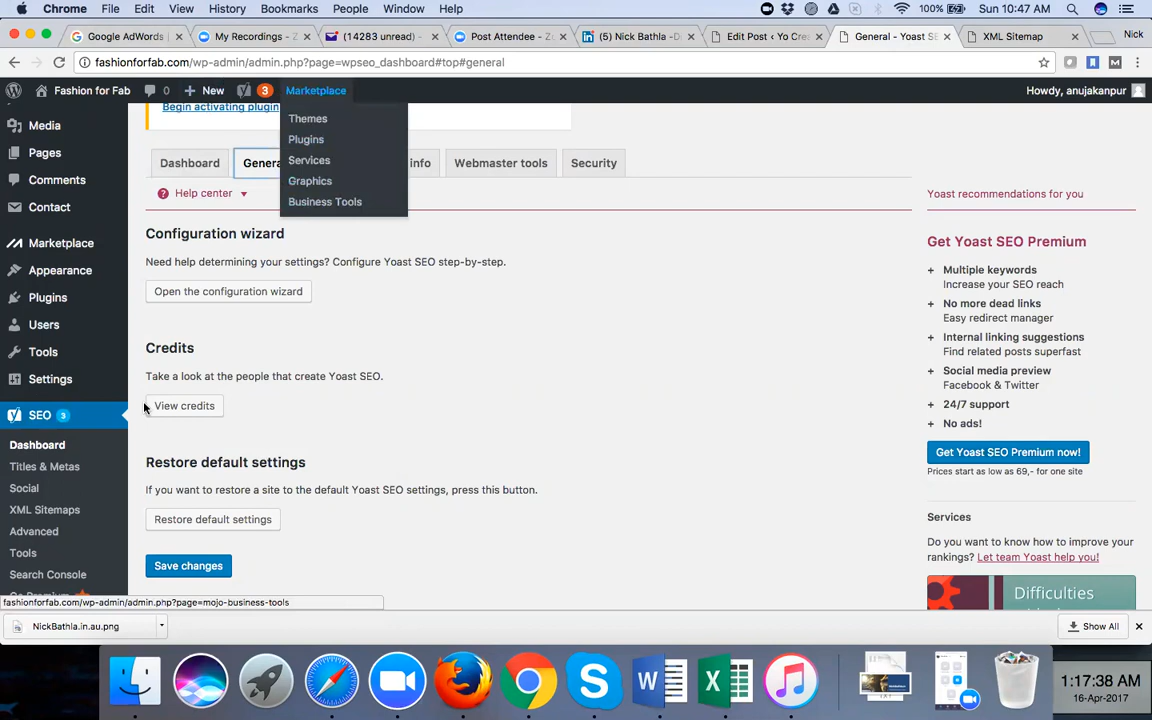 Chrome File Edit View History Bookmarks People Window Help 100% Sun 10:47 AM
Google AdWords
My Recordings - Z
(14283 unread) -
Post Attendee - Zo
(5) Nick Bathla - Di
Edit Post ‹ Yo Crea
General - Yoast SE
XML Sitemap
Nick
fashionforfab.com/wp-admin/admin.php?page=wpseo_dashboard#top#general
Fashion for Fab 0 New 3 Marketplace Howdy, anujakanpur
Themes
Plugins
Services
Graphics
Business Tools
Media
Pages
Comments
Contact
Marketplace
Appearance
Plugins
Users
Tools
Settings
SEO 3
Dashboard
Titles & Metas
Social
XML Sitemaps
Advanced
Tools
Search Console
Begin activating plugin
Dashboard Genera info Webmaster tools Security
Help center
Configuration wizard
Need help determining your settings? Configure Yoast SEO step-by-step.
Open the configuration wizard
Credits
Take a look at the people that create Yoast SEO.
View credits
Restore default settings
If you want to restore a site to the default Yoast SEO settings, press this button.
Restore default settings
Save changes
Yoast recommendations for you
Get Yoast SEO Premium
+ Multiple keywords
Increase your SEO reach
+ No more dead links
Easy redirect manager
+ Internal linking suggestions
Find related posts superfast
+ Social media preview
Facebook & Twitter
+ 24/7 support
+ No ads!
Get Yoast SEO Premium now!
Prices start as low as 69,- for one site
Services
Do you want to know how to improve your
rankings? Let team Yoast help you!
Difficulties
fashionforfab.com/wp-admin/admin.php?page=mojo-business-tools
NickBathla.in.au.png
Show All
1:17:38 AM
16-Apr-2017